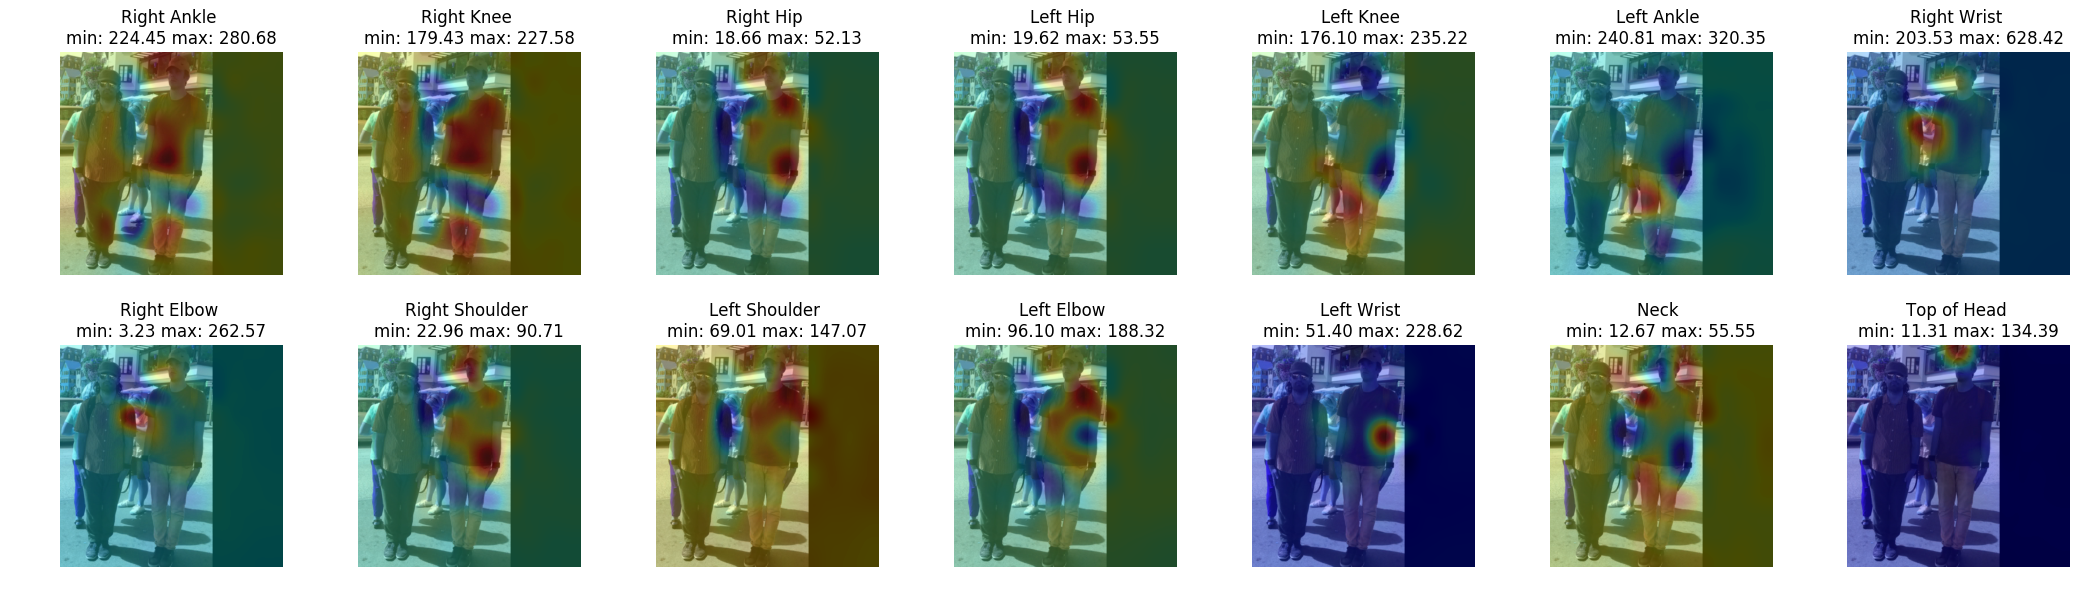 Right Ankle
min: 224.45 max: 280.68
Right Knee
min: 179.43 max: 227.58
Right Hip
min: 18.66 max: 52.13
Left Hip
min: 19.62 max: 53.55
Left Knee
min: 176.10 max: 235.22
Left Ankle
min: 240.81 max: 320.35
Right Wrist
min: 203.53 max: 628.42
Right Elbow
min: 3.23 max: 262.57
Right Shoulder
min: 22.96 max: 90.71
Left Shoulder
min: 69.01 max: 147.07
Left Elbow
min: 96.10 max: 188.32
Left Wrist
min: 51.40 max: 228.62
Neck
min: 12.67 max: 55.55
Top of Head
min: 11.31 max: 134.39